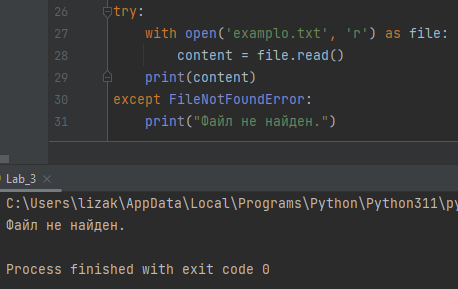 26 try:
27 with open('examplo.txt', 'r') as file:
28 content = file.read()
29 print(content)
30 except FileNotFoundError:
31 print("Файл не найден.")
Lab_3 ×
C:\Users\lizak\AppData\Local\Programs\Python\Python311\py
Файл не найден.
Process finished with exit code 0